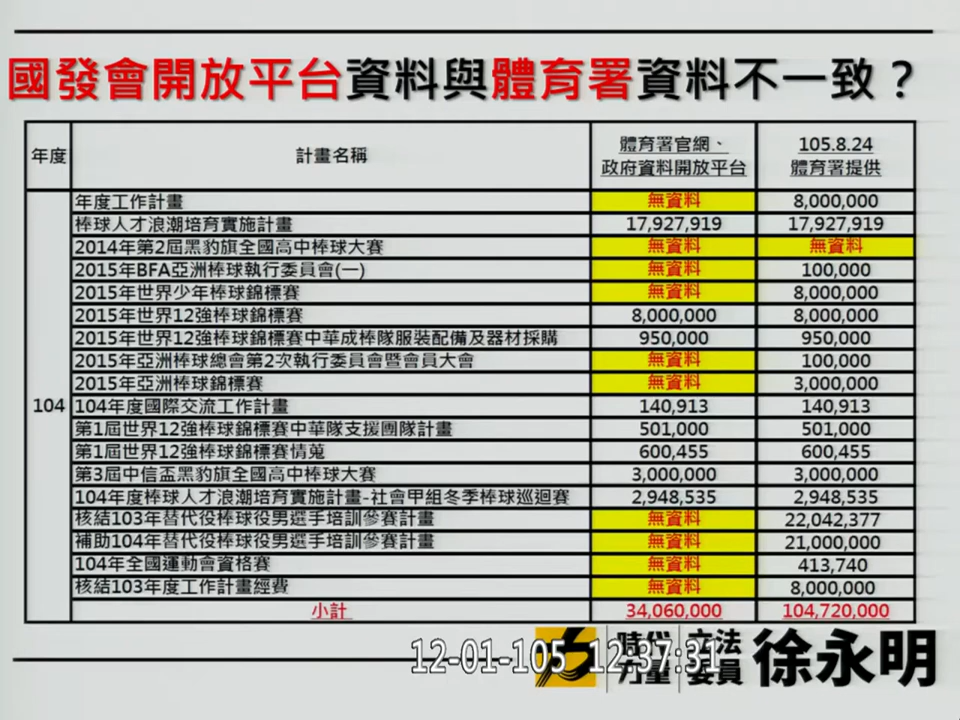 國發會開放平台資料與體育署資料不一致？
年度 計畫名稱 體育署官網、政府資料開放平台 105.8.24 體育署提供
104
年度工作計畫 無資料 8,000,000
棒球人才浪潮培育實施計畫 17,927,919 17,927,919
2014年第2屆黑豹旗全國高中棒球大賽 無資料 無資料
2015年BFA亞洲棒球執行委員會(一) 無資料 100,000
2015年世界少年棒球錦標賽 無資料 8,000,000
2015年世界12強棒球錦標賽 8,000,000 8,000,000
2015年世界12強棒球錦標賽中華成棒隊服裝配備及器材採購 950,000 950,000
2015年亞洲棒球總會第2次執行委員會暨會員大會 無資料 100,000
2015年亞洲棒球錦標賽 無資料 3,000,000
104年度國際交流工作計畫 140,913 140,913
第1屆世界12強棒球錦標賽中華隊支援團隊計畫 501,000 501,000
第1屆世界12強棒球錦標賽情蒐 600,455 600,455
第3屆中信盃黑豹旗全國高中棒球大賽 3,000,000 3,000,000
104年度棒球人才浪潮培育實施計畫-社會甲組冬季棒球巡迴賽 2,948,535 2,948,535
核結103年替代役棒球役男選手培訓參賽計畫 無資料 22,042,377
補助104年替代役棒球役男選手培訓參賽計畫 無資料 21,000,000
104年全國運動會資格賽 無資料 413,740
核結103年度工作計畫經費 無資料 8,000,000
小計 34,060,000 104,720,000
時代力量 立法委員 徐永明
12-01-105 12:37:31